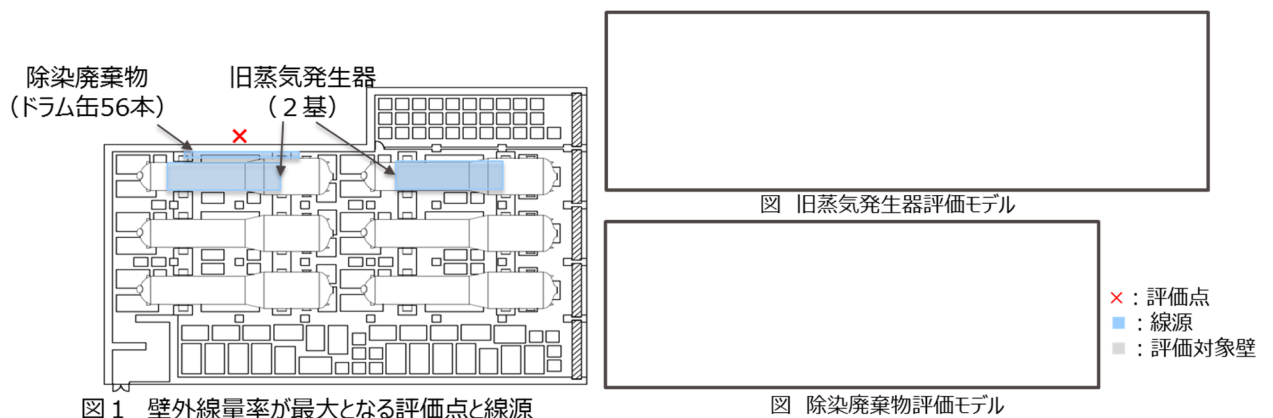 除染廃棄物
(ドラム缶56本)
旧蒸気発生器
(2基)
×
図1 壁外線量率が最大となる評価点と線源
図 旧蒸気発生器評価モデル
図 除染廃棄物評価モデル
×：評価点
：線源
：評価対象壁